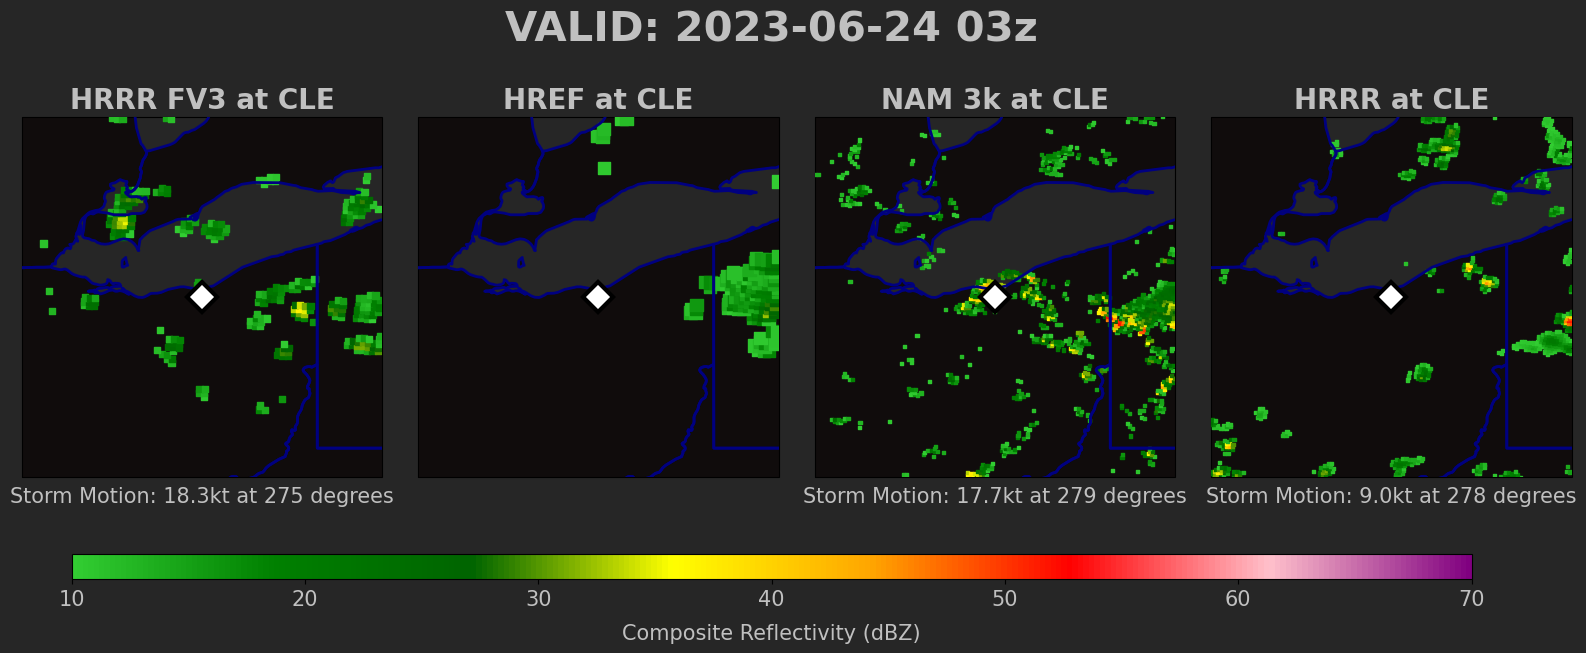 VALID: 2023-06-24 03z
HRRR FV3 at CLE
HREF at CLE
NAM 3k at CLE
HRRR at CLE
Storm Motion: 18.3kt at 275 degrees
Storm Motion: 17.7kt at 279 degrees
Storm Motion: 9.0kt at 278 degrees
10 20 30 40 50 60 70
Composite Reflectivity (dBZ)